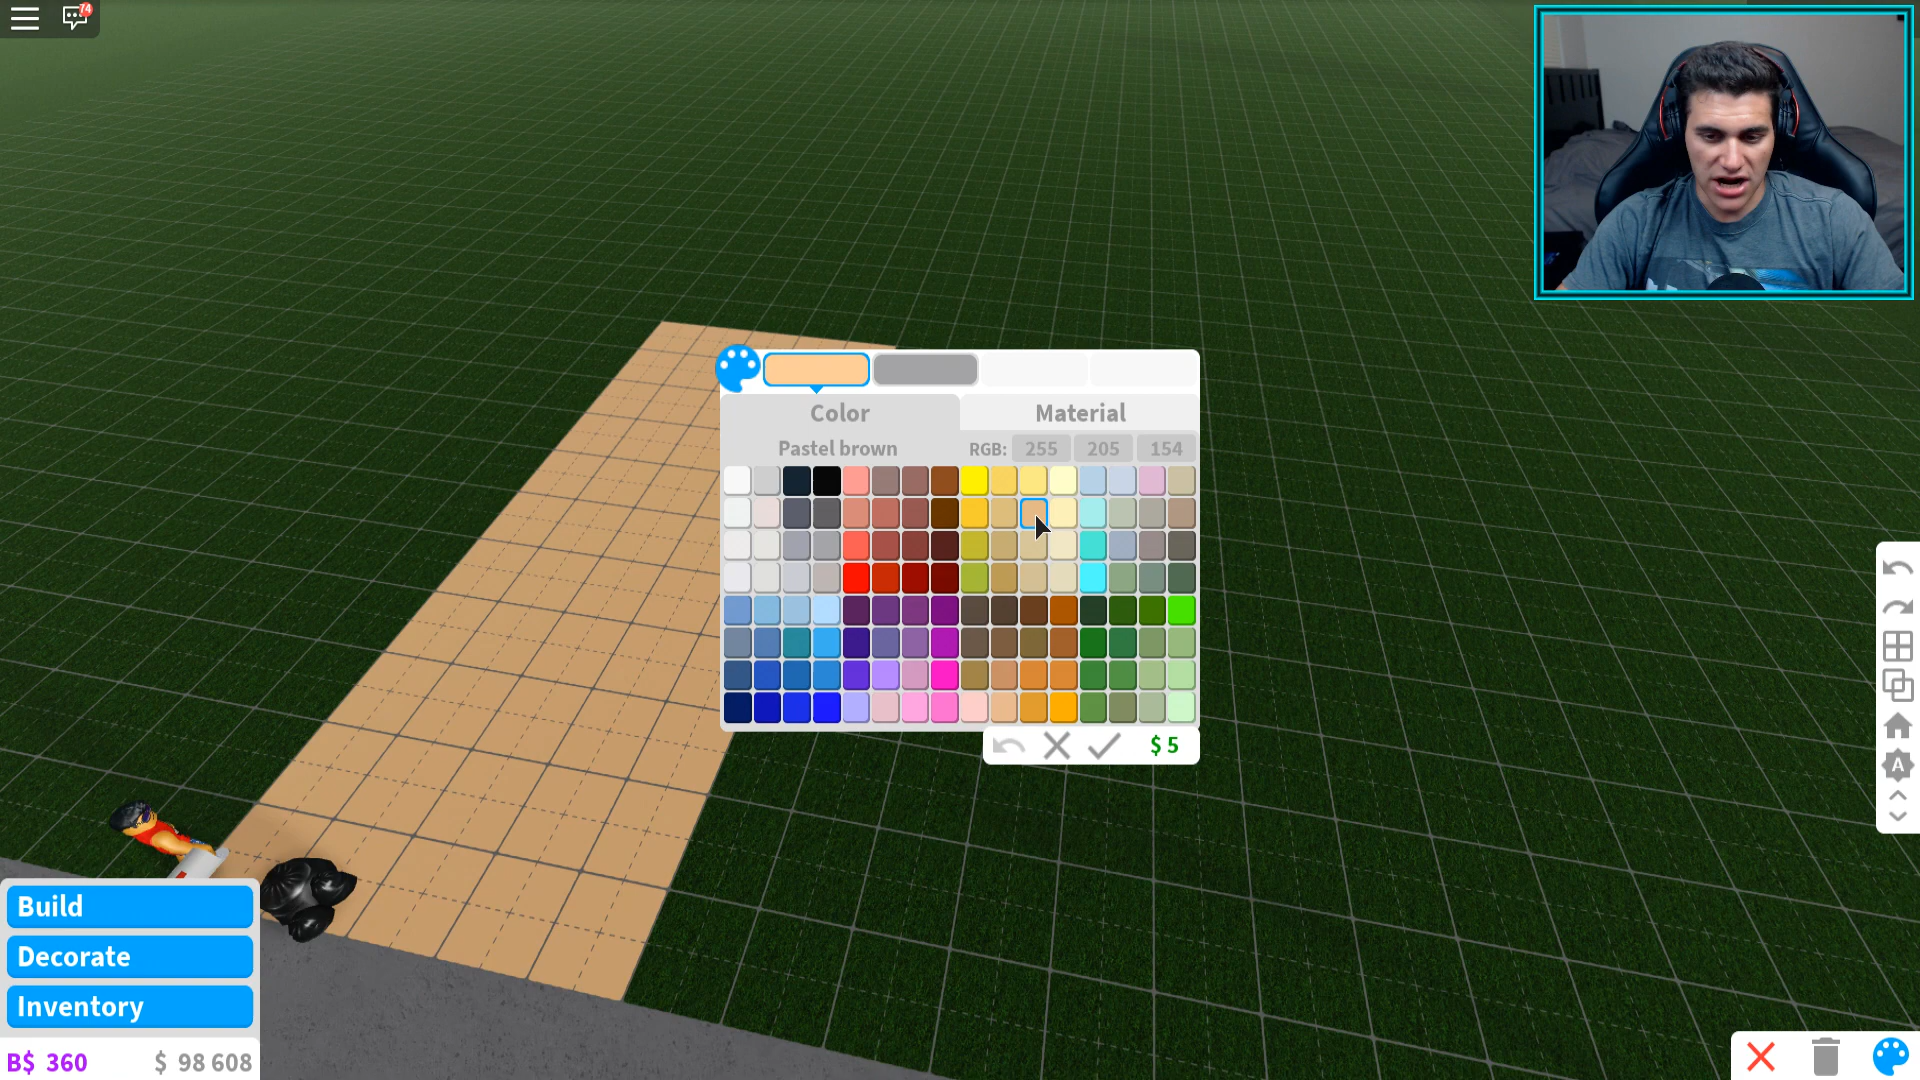 74
Color
Material
Pastel brown
RGB: 255 205 154
$ 5
A
Build
Decorate
Inventory
B$ 360
$ 98 608